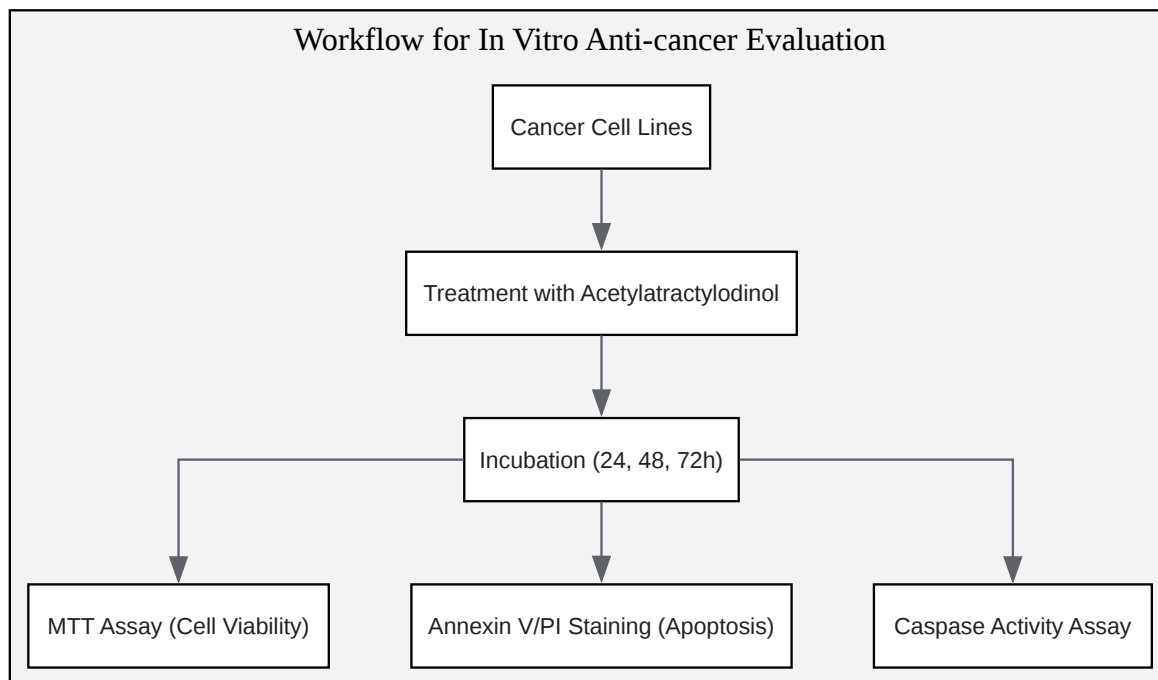 Workflow for In Vitro Anti-cancer Evaluation
Cancer Cell Lines
Treatment with Acetylatractylodinol
Incubation (24, 48, 72h)
MTT Assay (Cell Viability)
Annexin V/PI Staining (Apoptosis)
Caspase Activity Assay